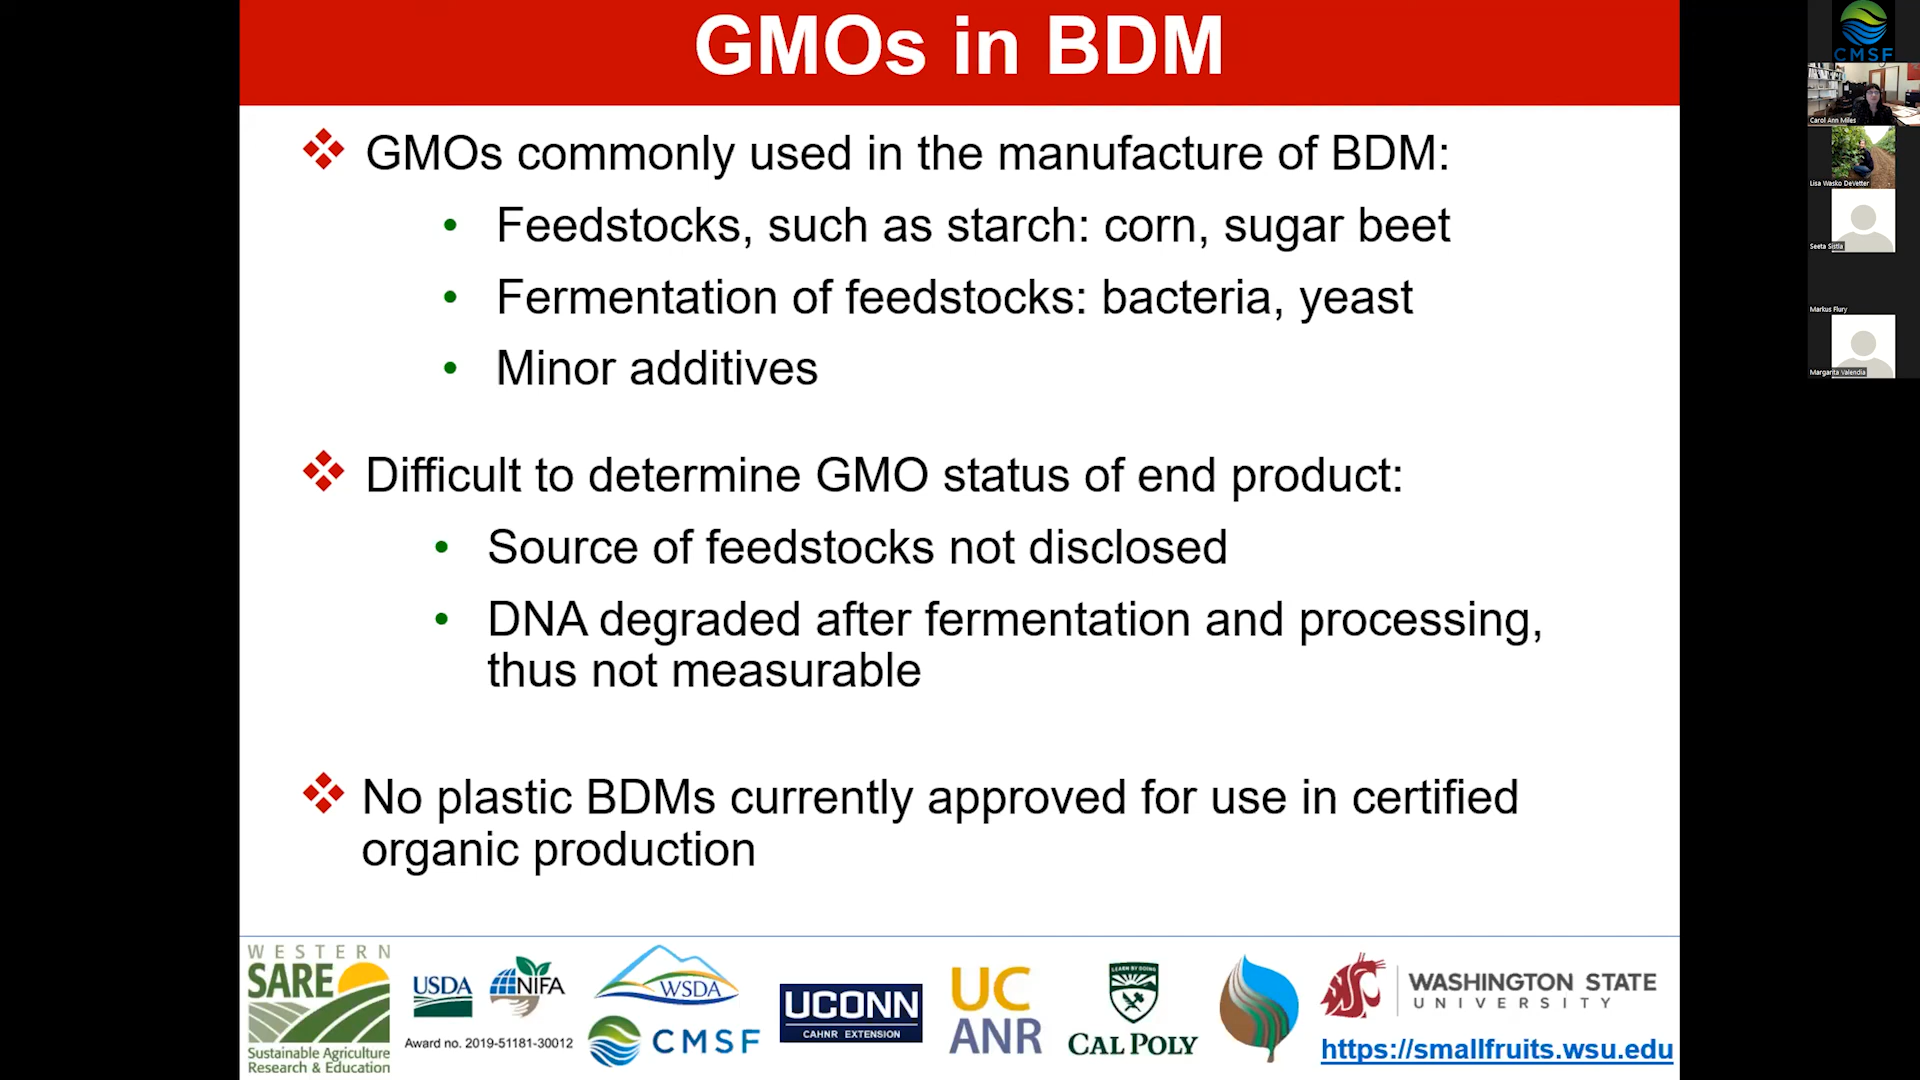 GMOs in BDM
GMOs commonly used in the manufacture of BDM:
• Feedstocks, such as starch: corn, sugar beet
• Fermentation of feedstocks: bacteria, yeast
• Minor additives
Difficult to determine GMO status of end product:
• Source of feedstocks not disclosed
• DNA degraded after fermentation and processing,
thus not measurable
No plastic BDMs currently approved for use in certified
organic production
WESTERN
SARE
Sustainable Agriculture
Research & Education
USDA
NIFA
Award no. 2019-51181-30012
WSDA
CMSF
UCONN
CAHNR EXTENSION
UC
ANR
LEARN BY DOING
CAL POLY
WASHINGTON STATE
UNIVERSITY
https://smallfruits.wsu.edu
CMSF
Carol Ann Miles
Lisa Wasko DeVetter
Seeta Sistla
Markus Flury
Margarita Valendia